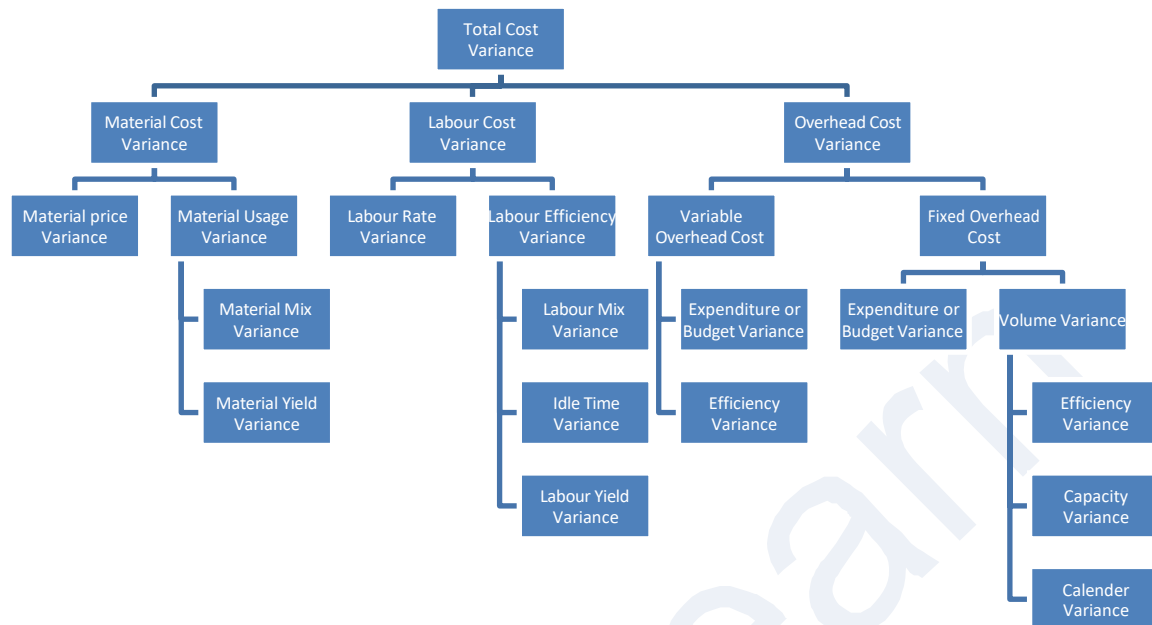 Total Cost
Variance
Material Cost
Variance
Labour Cost
Variance
Overhead Cost
Variance
Material price
Variance
Material Usage
Variance
Labour Rate
Variance
Labour Efficiency
Variance
Variable
Overhead Cost
Fixed Overhead
Cost
Material Mix
Variance
Labour Mix
Variance
Expenditure or
Budget Variance
Expenditure or
Budget Variance
Volume Variance
Material Yield
Variance
Idle Time
Variance
Efficiency
Variance
Efficiency
Variance
Labour Yield
Variance
Capacity
Variance
Calender
Variance
earn